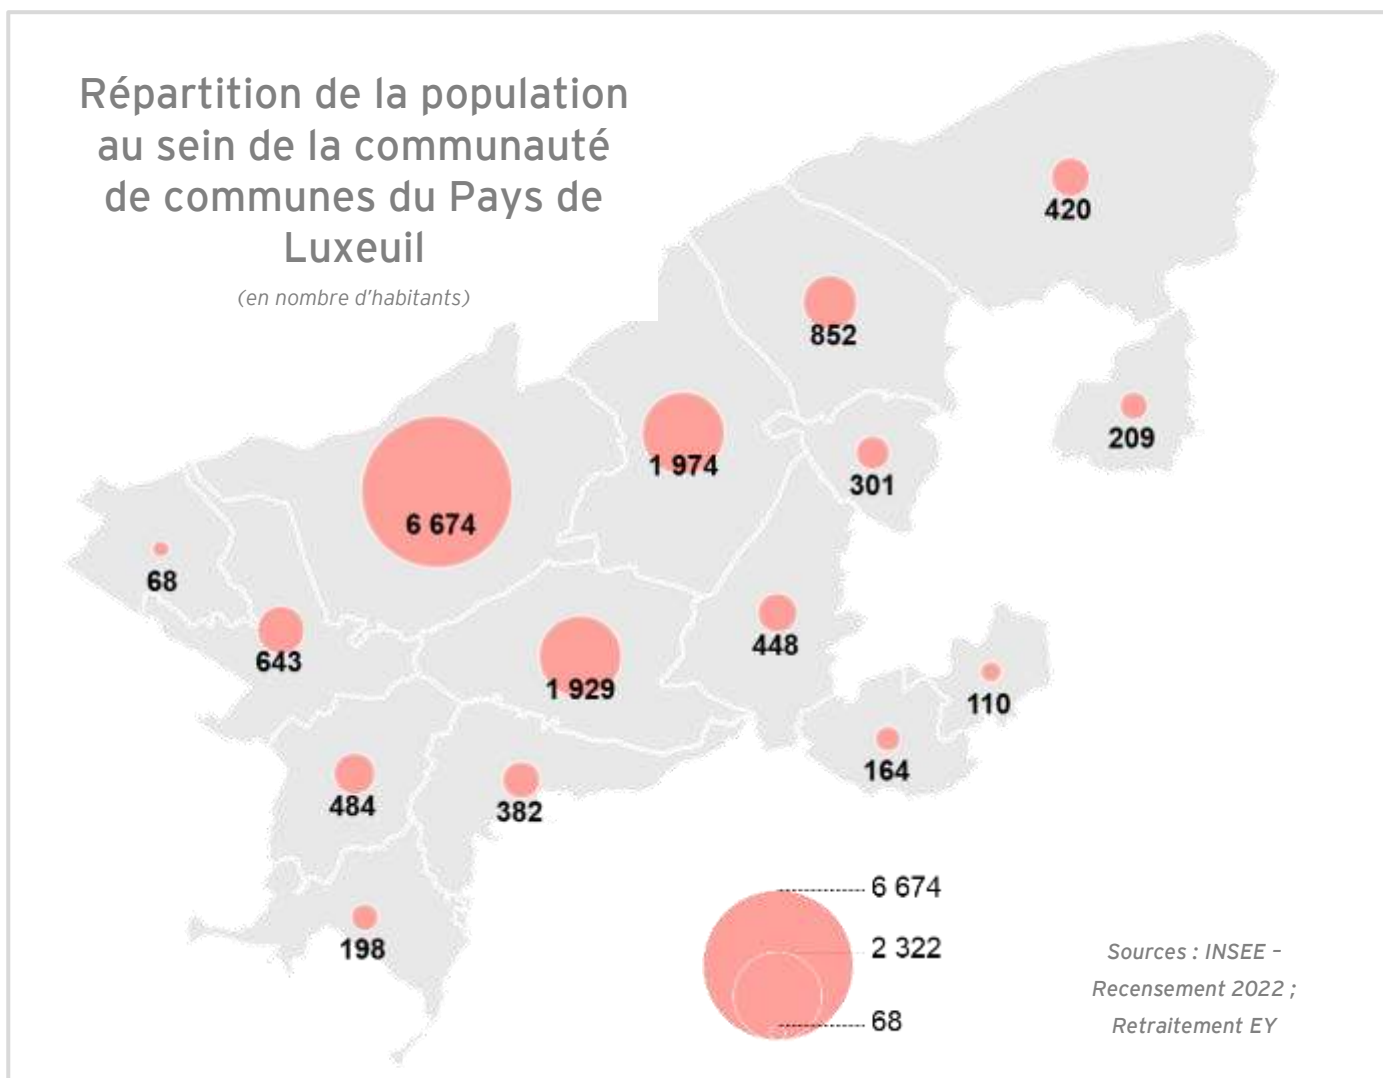 Répartition de la population
au sein de la communauté
de communes du Pays de
Luxeuil
(en nombre d'habitants)
420
852
209
1 974
301
6 674
68
643
448
1 929
110
164
484
382
198
6 674
2 322
68
Sources : INSEE –
Recensement 2022 ;
Retraitement EY